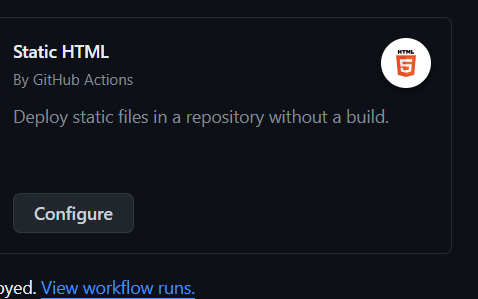 Static HTML
HTML
5
By GitHub Actions
Deploy static files in a repository without a build.
Configure
oyed. View workflow runs.